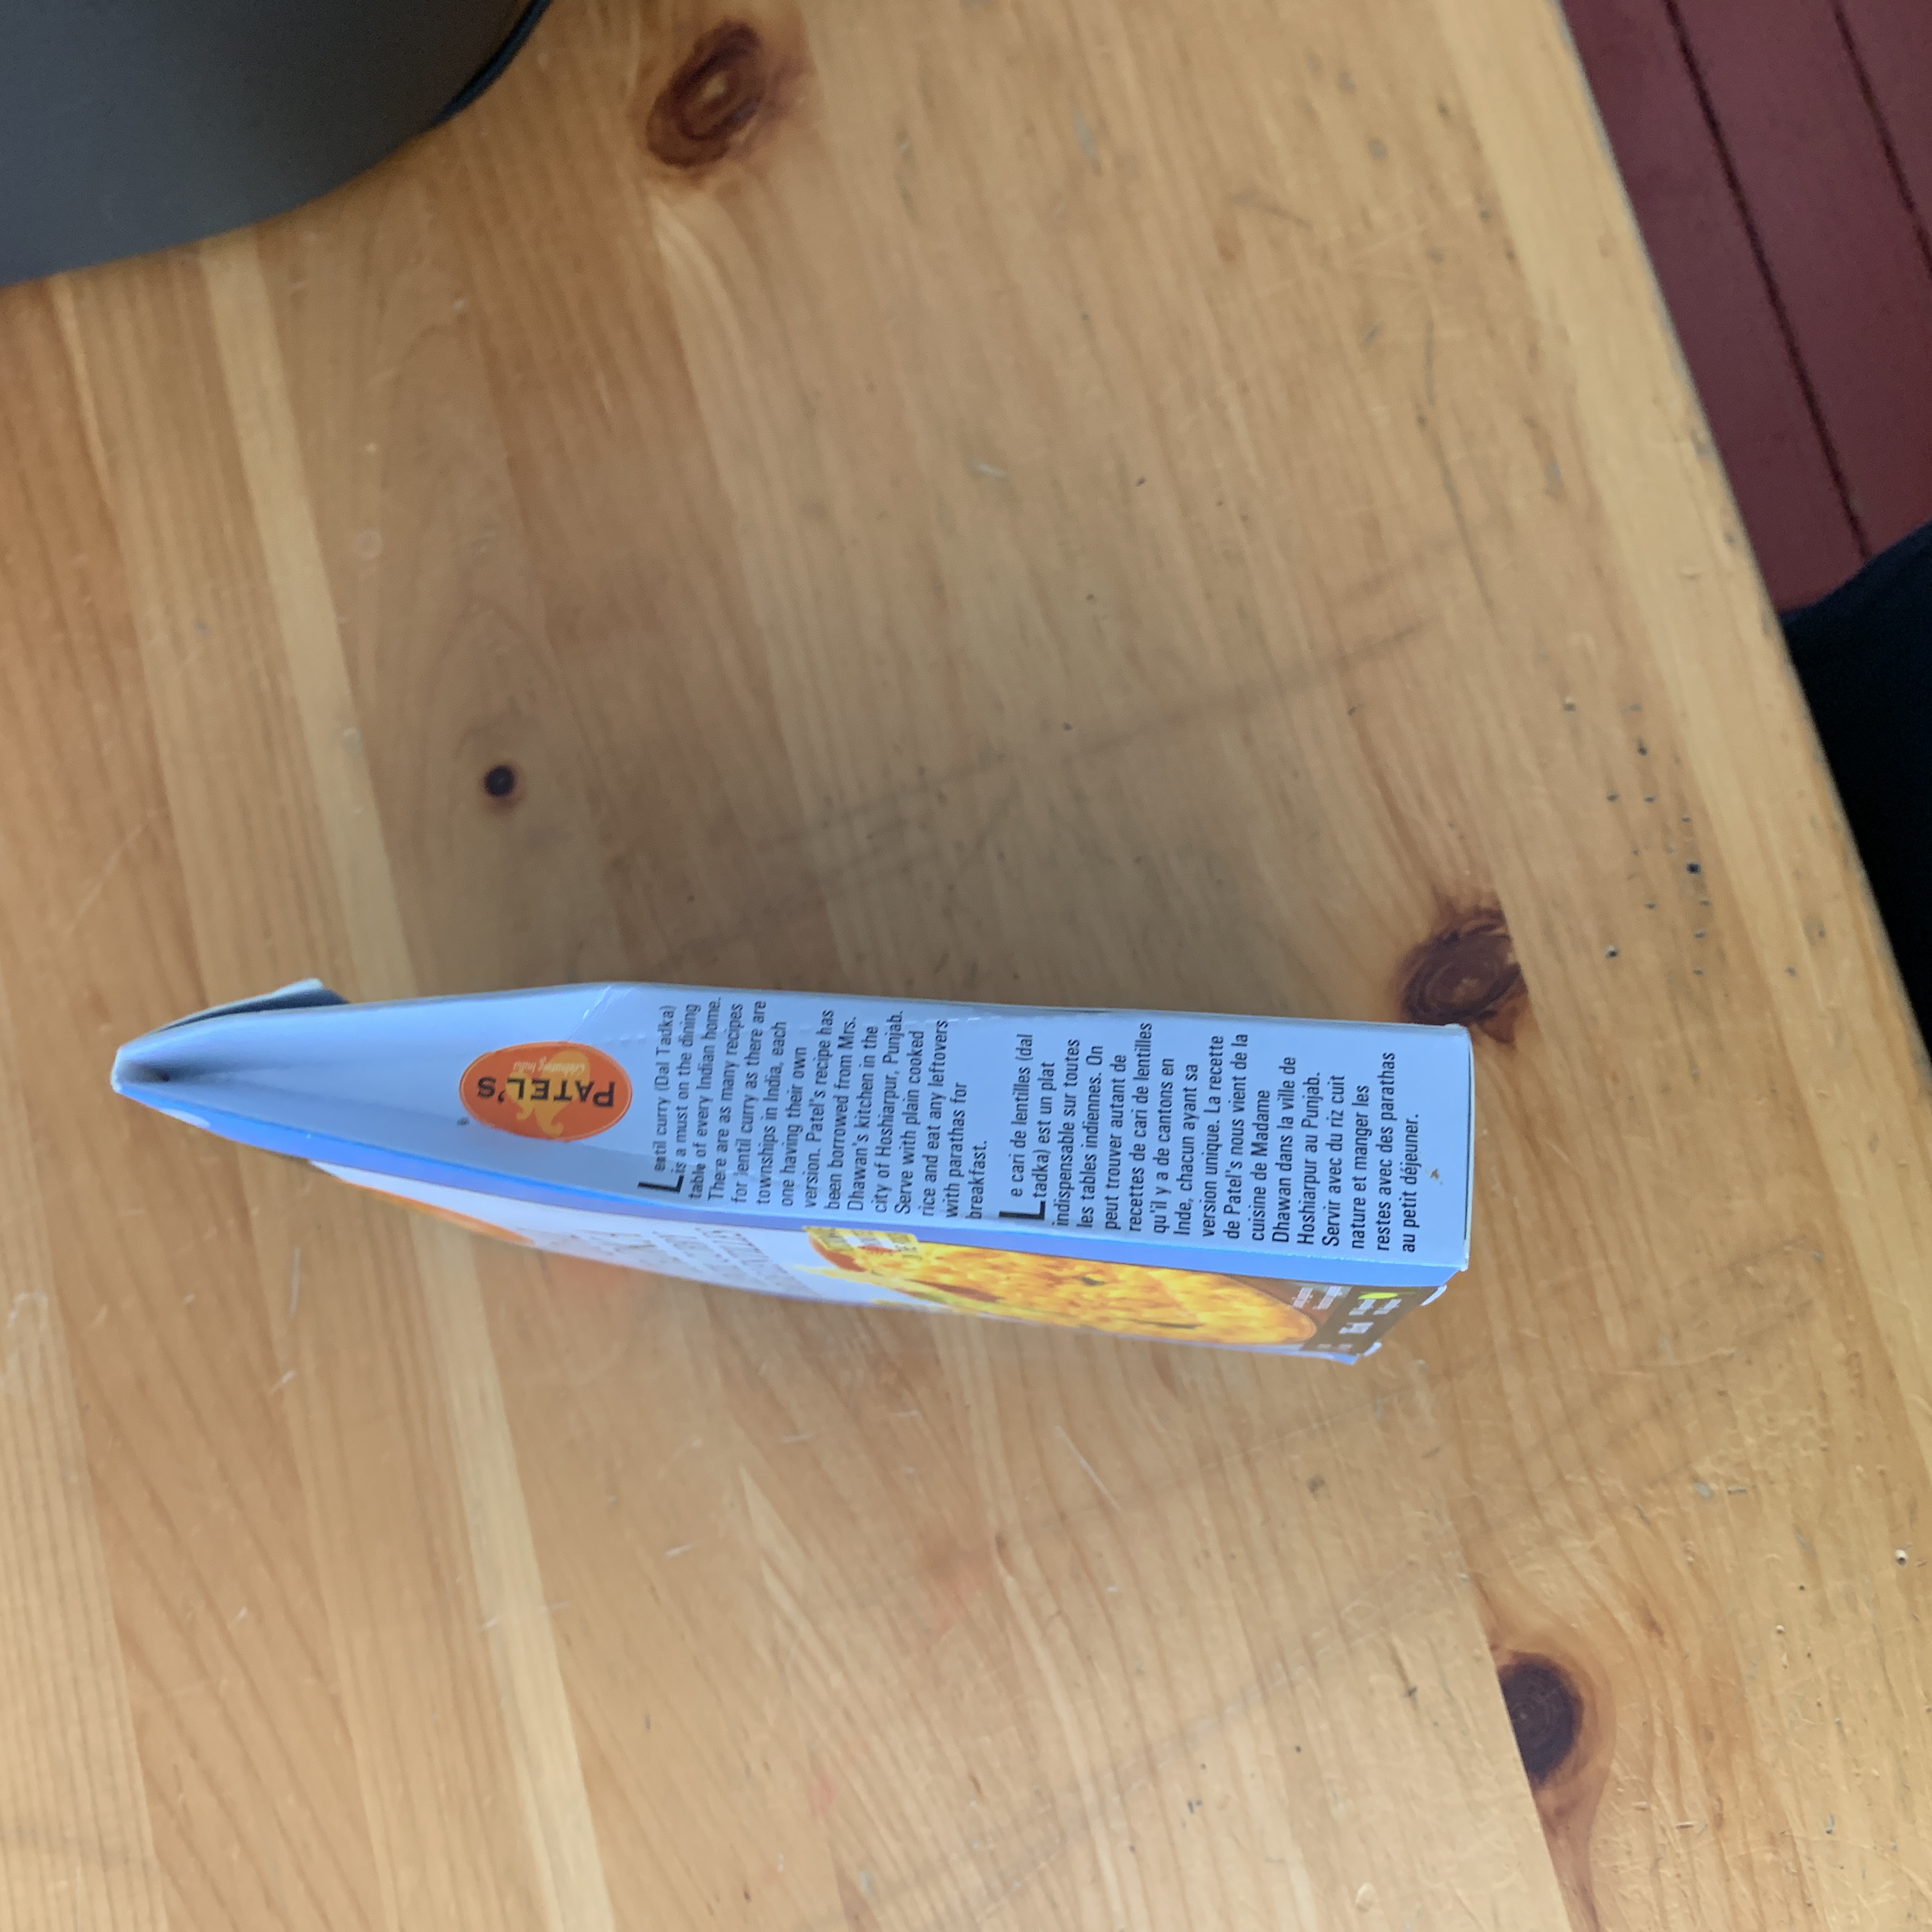 PATEL'S
Lentil curry (Dal Tadka)
is a must on the dining
table of every Indian home.
There are as many recipes
for lentil curry as there are
townships in India, each
one having their own
version. Patel's recipe has
been borrowed from Mrs.
Dhawan's kitchen in the
city of Hoshiarpur, Punjab.
Serve with plain cooked
rice and eat any leftovers
with parathas for
breakfast.
Le cari de lentilles (dal
tadka) est un plat
indispensable sur toutes
les tables indiennes. On
peut trouver autant de
recettes de cari de lentilles
qu'il y a de cantons en
Inde, chacun ayant sa
version unique. La recette
de Patel's nous vient de la
cuisine de Madame
Dhawan dans la ville de
Hoshiarpur au Punjab.
Servir avec du riz cuit
nature et manger les
restes avec des parathas
au petit déjeuner.